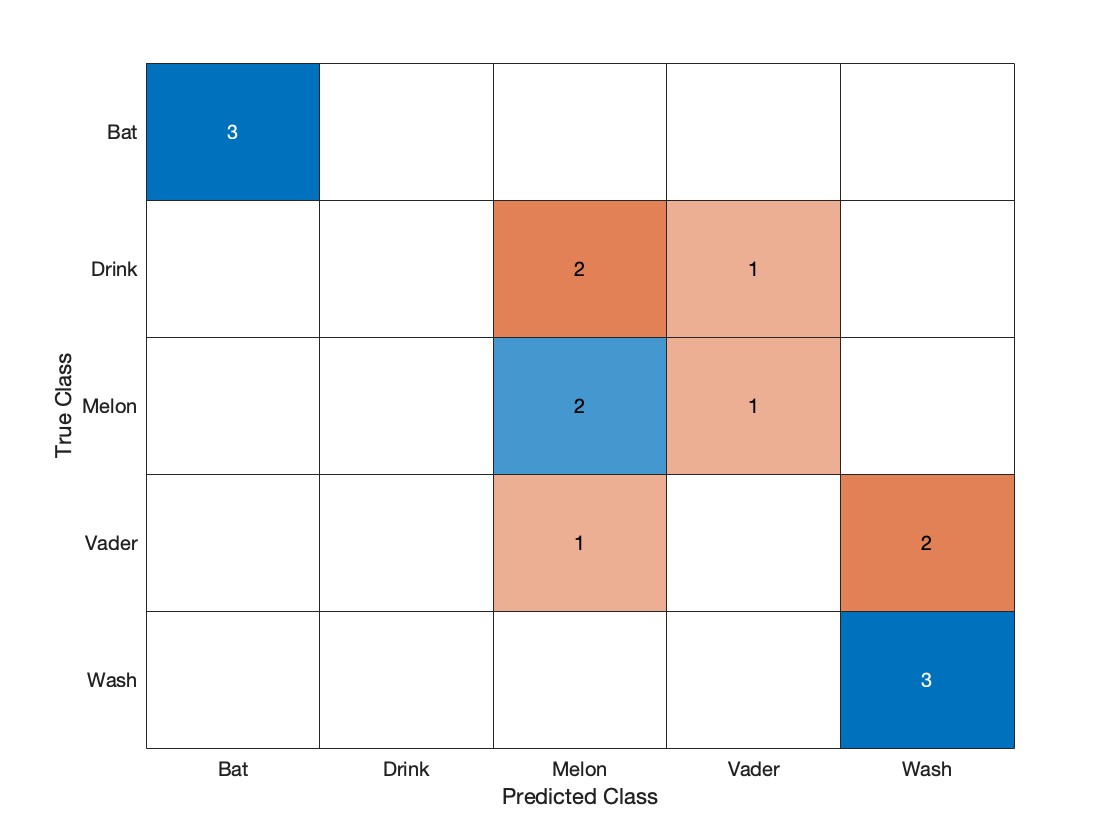 Bat 3
Drink 2 1
True Class
Melon 2 1
Vader 1 2
Wash 3
Bat Drink Melon Vader Wash
Predicted Class